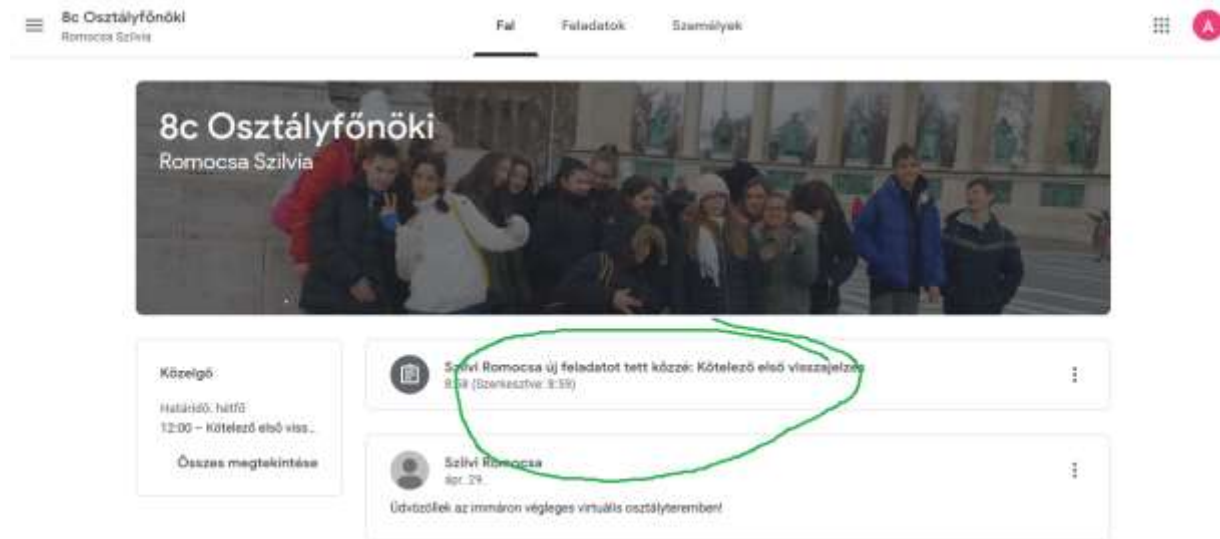 8c Osztályfőnöki
Romocsa Szilvia
Fal Feladatok Személyek
A
8c Osztályfőnöki
Romocsa Szilvia
Közelgő
Határidő: hétfő
12:00 – Kötelező első viss...
Összes megtekintése
Szilvi Romocsa új feladatot tett közzé: Kötelező első visszajelzés
8:58 (Szerkesztve: 8:59)
Szilvi Romocsa
ápr. 29.
Üdvözöllek az immáron végleges virtuális osztályteremben!